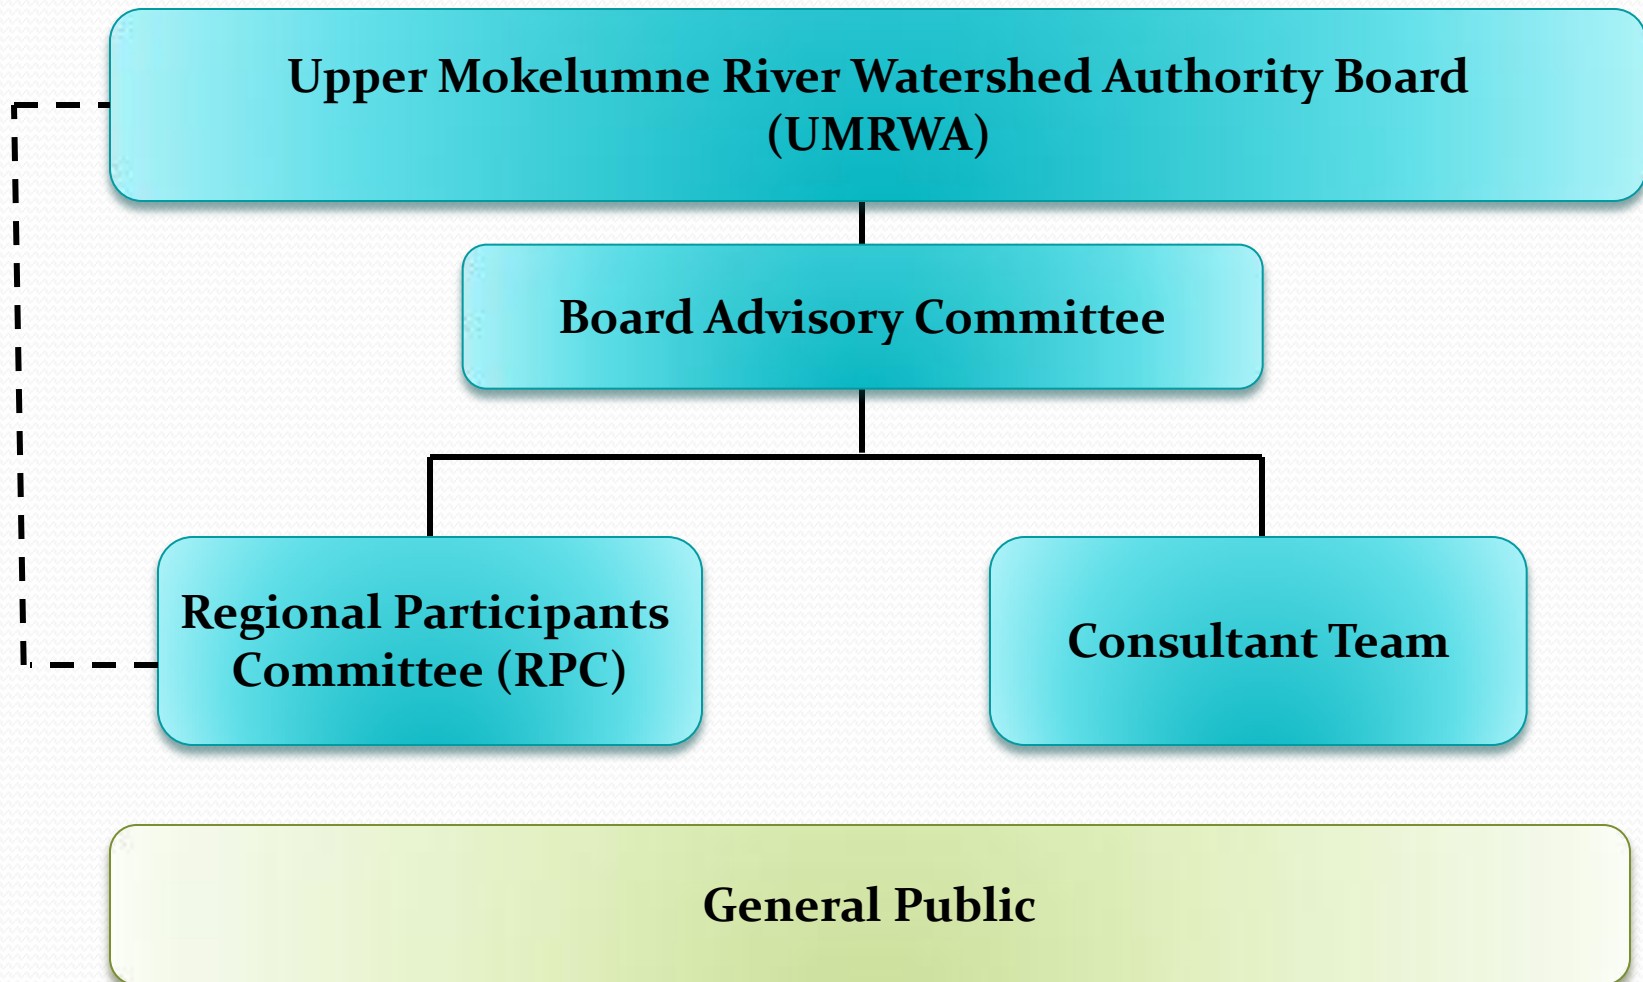 Upper Mokelumne River Watershed Authority Board
(UMRWA)
Board Advisory Committee
Regional Participants
Committee (RPC)
Consultant Team
General Public